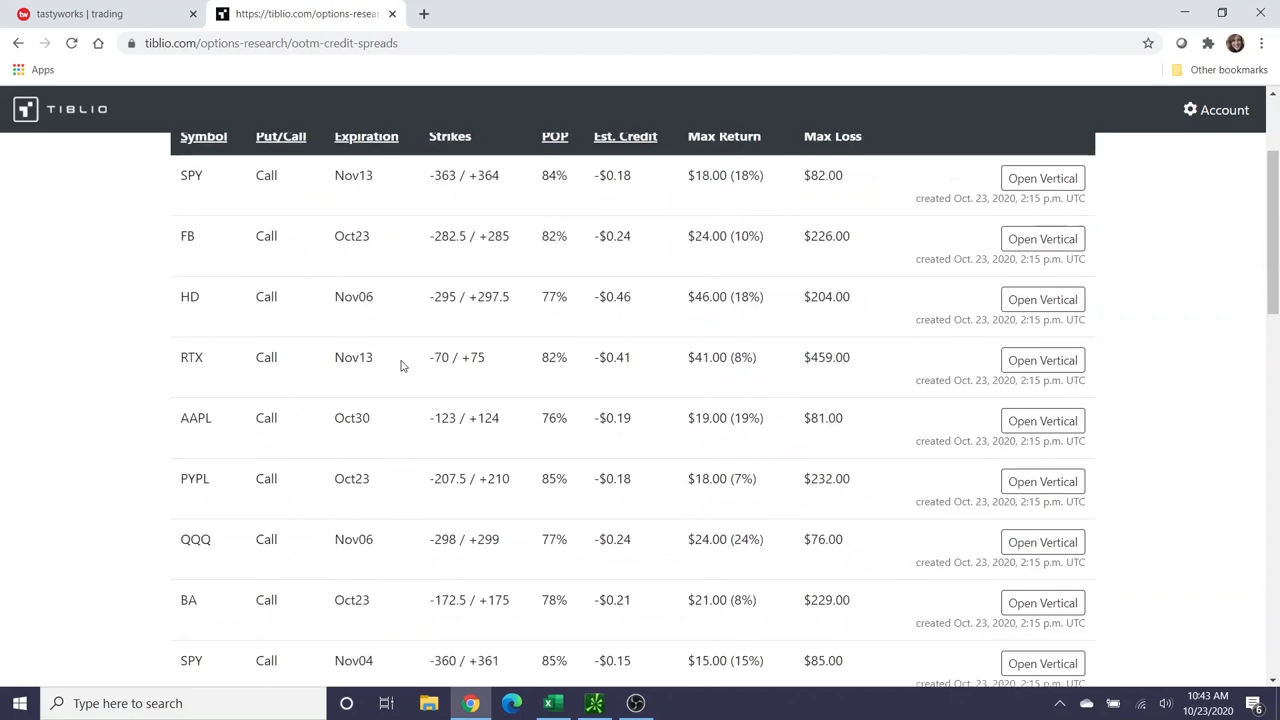 tastyworks | trading
https://tiblio.com/options-resear
tiblio.com/options-research/ootm-credit-spreads
Apps
Other bookmarks
TIBLIO
Account
Symbol Put/Call Expiration Strikes POP Est. Credit Max Return Max Loss
SPY Call Nov13 -363 / +364 84% -$0.18 $18.00 (18%) $82.00 Open Vertical
created Oct. 23, 2020, 2:15 p.m. UTC
FB Call Oct23 -282.5 / +285 82% -$0.24 $24.00 (10%) $226.00 Open Vertical
created Oct. 23, 2020, 2:15 p.m. UTC
HD Call Nov06 -295 / +297.5 77% -$0.46 $46.00 (18%) $204.00 Open Vertical
created Oct. 23, 2020, 2:15 p.m. UTC
RTX Call Nov13 -70 / +75 82% -$0.41 $41.00 (8%) $459.00 Open Vertical
created Oct. 23, 2020, 2:15 p.m. UTC
AAPL Call Oct30 -123 / +124 76% -$0.19 $19.00 (19%) $81.00 Open Vertical
created Oct. 23, 2020, 2:15 p.m. UTC
PYPL Call Oct23 -207.5 / +210 85% -$0.18 $18.00 (7%) $232.00 Open Vertical
created Oct. 23, 2020, 2:15 p.m. UTC
QQQ Call Nov06 -298 / +299 77% -$0.24 $24.00 (24%) $76.00 Open Vertical
created Oct. 23, 2020, 2:15 p.m. UTC
BA Call Oct23 -172.5 / +175 78% -$0.21 $21.00 (8%) $229.00 Open Vertical
created Oct. 23, 2020, 2:15 p.m. UTC
SPY Call Nov04 -360 / +361 85% -$0.15 $15.00 (15%) $85.00 Open Vertical
created Oct. 23, 2020, 2:15 p.m. UTC
Type here to search
10:43 AM
10/23/2020
6